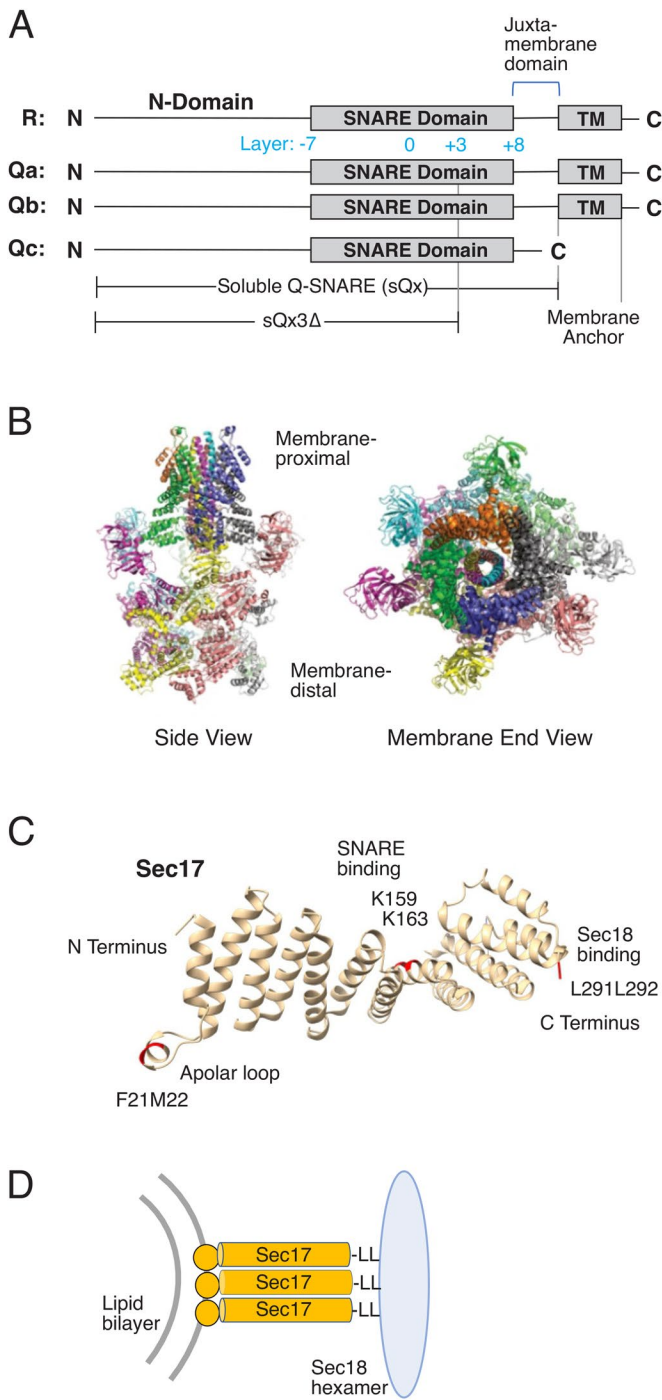 A
Juxta-
membrane
domain
N-Domain
R: N SNARE Domain TM C
Layer: -7 0 +3 +8
Qa: N SNARE Domain TM C
Qb: N SNARE Domain TM C
Qc: N SNARE Domain C
Soluble Q-SNARE (sQx)
sQx3Δ
Membrane
Anchor
B
Membrane-
proximal
Membrane-
distal
Side View
Membrane End View
C
Sec17
SNARE
binding
K159
K163
N Terminus
Sec18
binding
L291L292
C Terminus
Apolar loop
F21M22
D
Sec17 -LL
Sec17 -LL
Sec17 -LL
Lipid
bilayer
Sec18
hexamer